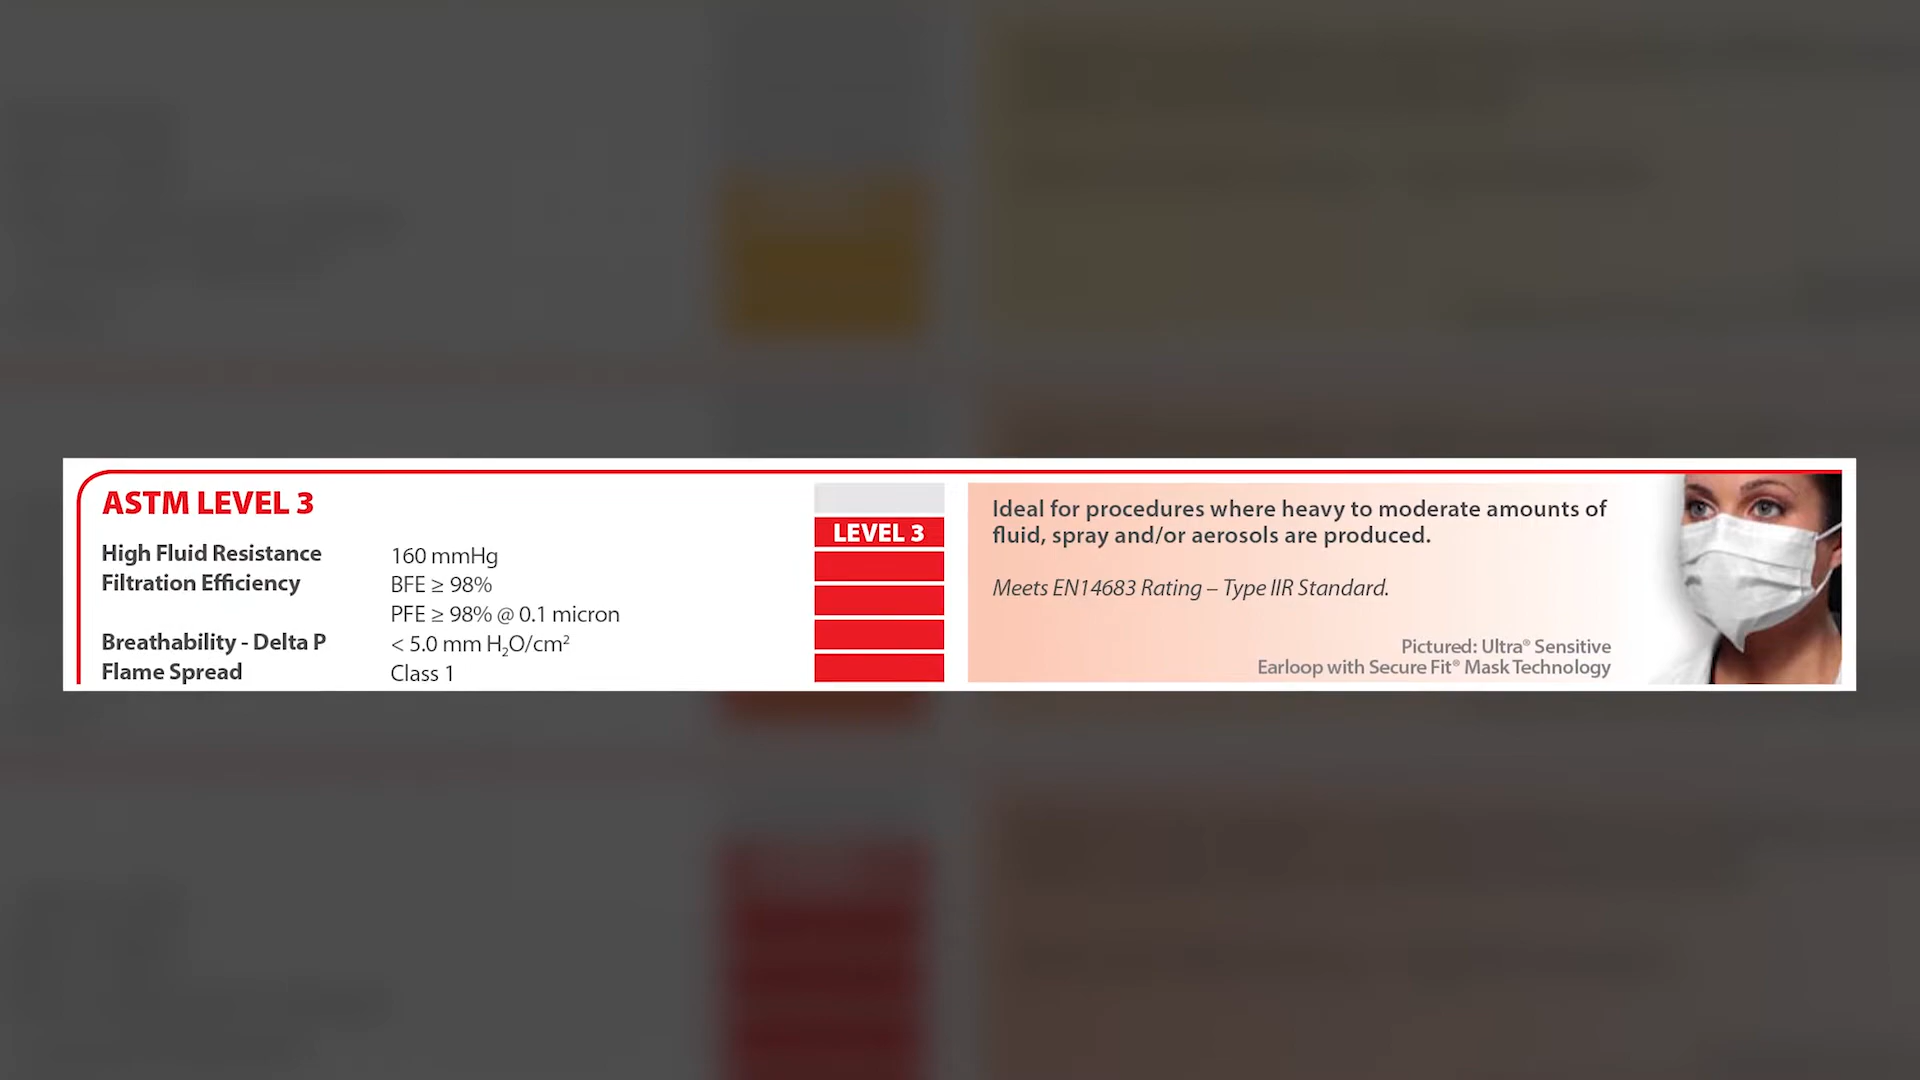 ASTM LEVEL 3
High Fluid Resistance 160 mmHg
Filtration Efficiency BFE ≥ 98%
PFE ≥ 98% @ 0.1 micron
Breathability - Delta P < 5.0 mm H₂O/cm²
Flame Spread Class 1
LEVEL 3
Ideal for procedures where heavy to moderate amounts of
fluid, spray and/or aerosols are produced.
Meets EN14683 Rating – Type IIR Standard.
Pictured: Ultra® Sensitive
Earloop with Secure Fit® Mask Technology